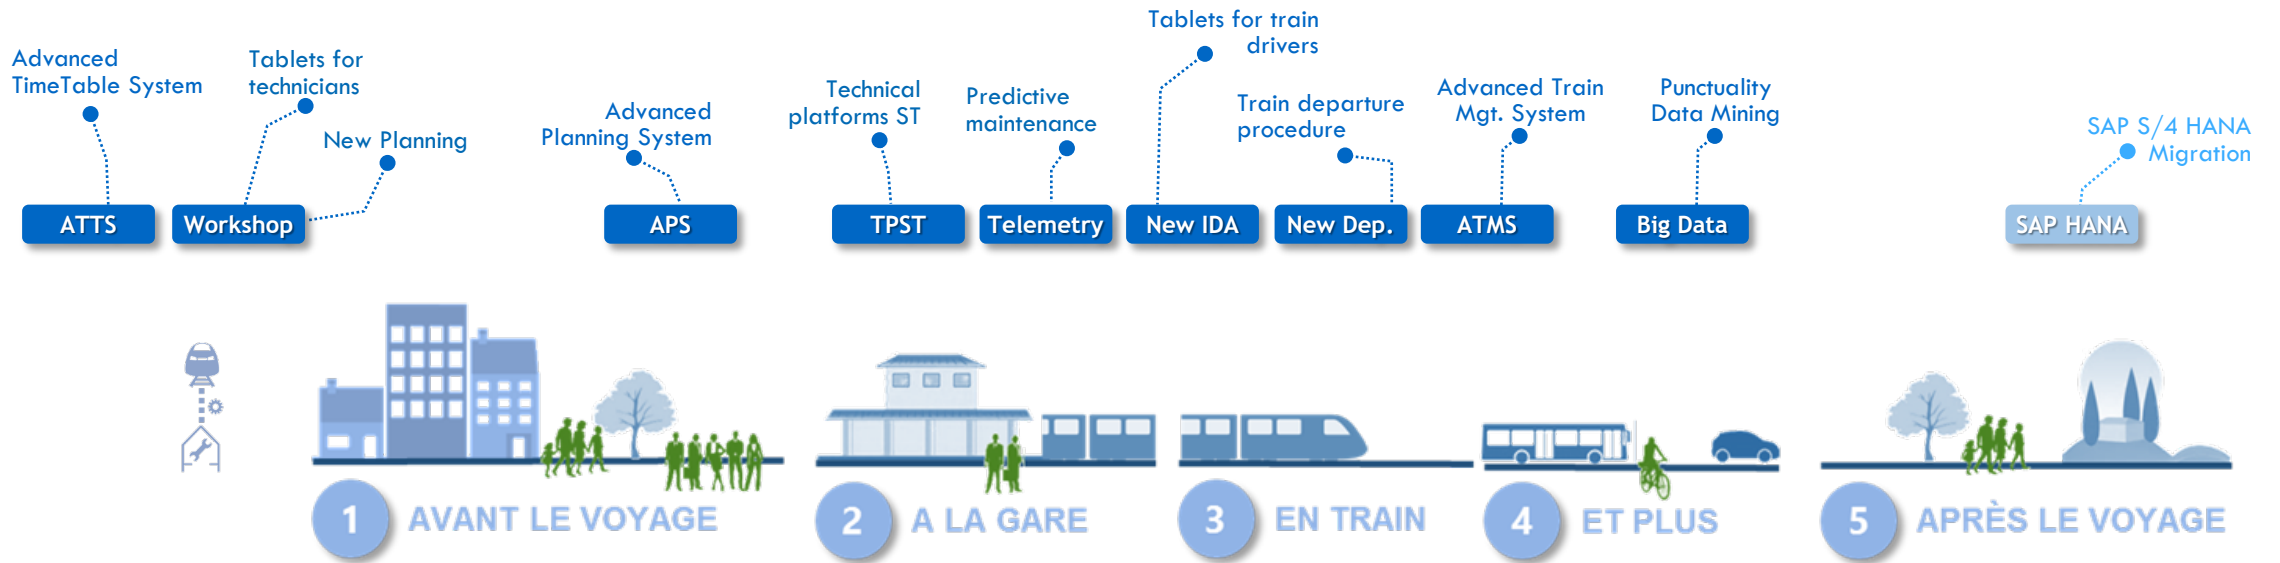 Advanced
TimeTable System
Tablets for
technicians
New Planning
Advanced
Planning System
Technical
platforms ST
Predictive
maintenance
Tablets for train
drivers
Train departure
procedure
Advanced Train
Mgt. System
Punctuality
Data Mining
SAP S/4 HANA
Migration
ATTS
Workshop
APS
TPST
Telemetry
New IDA
New Dep.
ATMS
Big Data
SAP HANA
1 AVANT LE VOYAGE
2 A LA GARE
3 EN TRAIN
4 ET PLUS
5 APRÈS LE VOYAGE